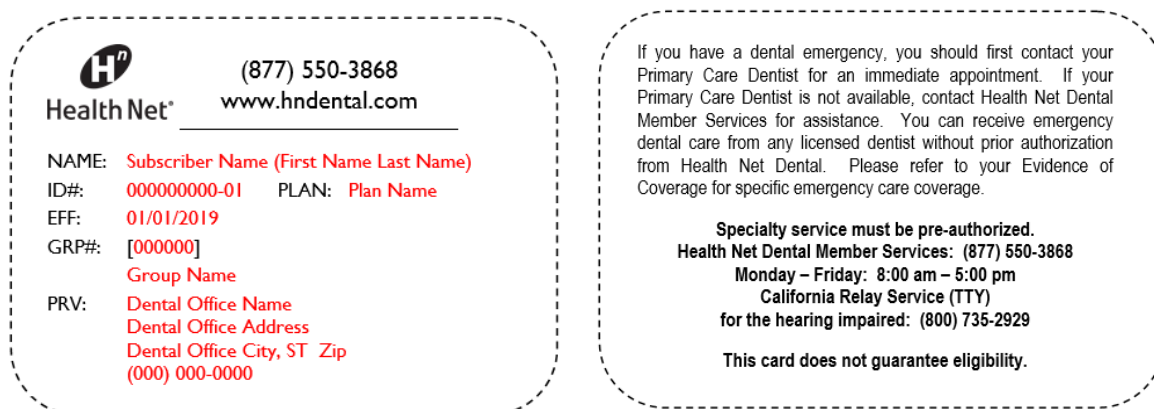 Hn
Health Net®
(877) 550-3868
www.hndental.com
NAME: Subscriber Name (First Name Last Name)
ID#: 000000000-01 PLAN: Plan Name
EFF: 01/01/2019
GRP#: [000000]
Group Name
PRV: Dental Office Name
Dental Office Address
Dental Office City, ST Zip
(000) 000-0000
If you have a dental emergency, you should first contact your
Primary Care Dentist for an immediate appointment. If your
Primary Care Dentist is not available, contact Health Net Dental
Member Services for assistance. You can receive emergency
dental care from any licensed dentist without prior authorization
from Health Net Dental. Please refer to your Evidence of
Coverage for specific emergency care coverage.
Specialty service must be pre-authorized.
Health Net Dental Member Services: (877) 550-3868
Monday – Friday: 8:00 am – 5:00 pm
California Relay Service (TTY)
for the hearing impaired: (800) 735-2929
This card does not guarantee eligibility.